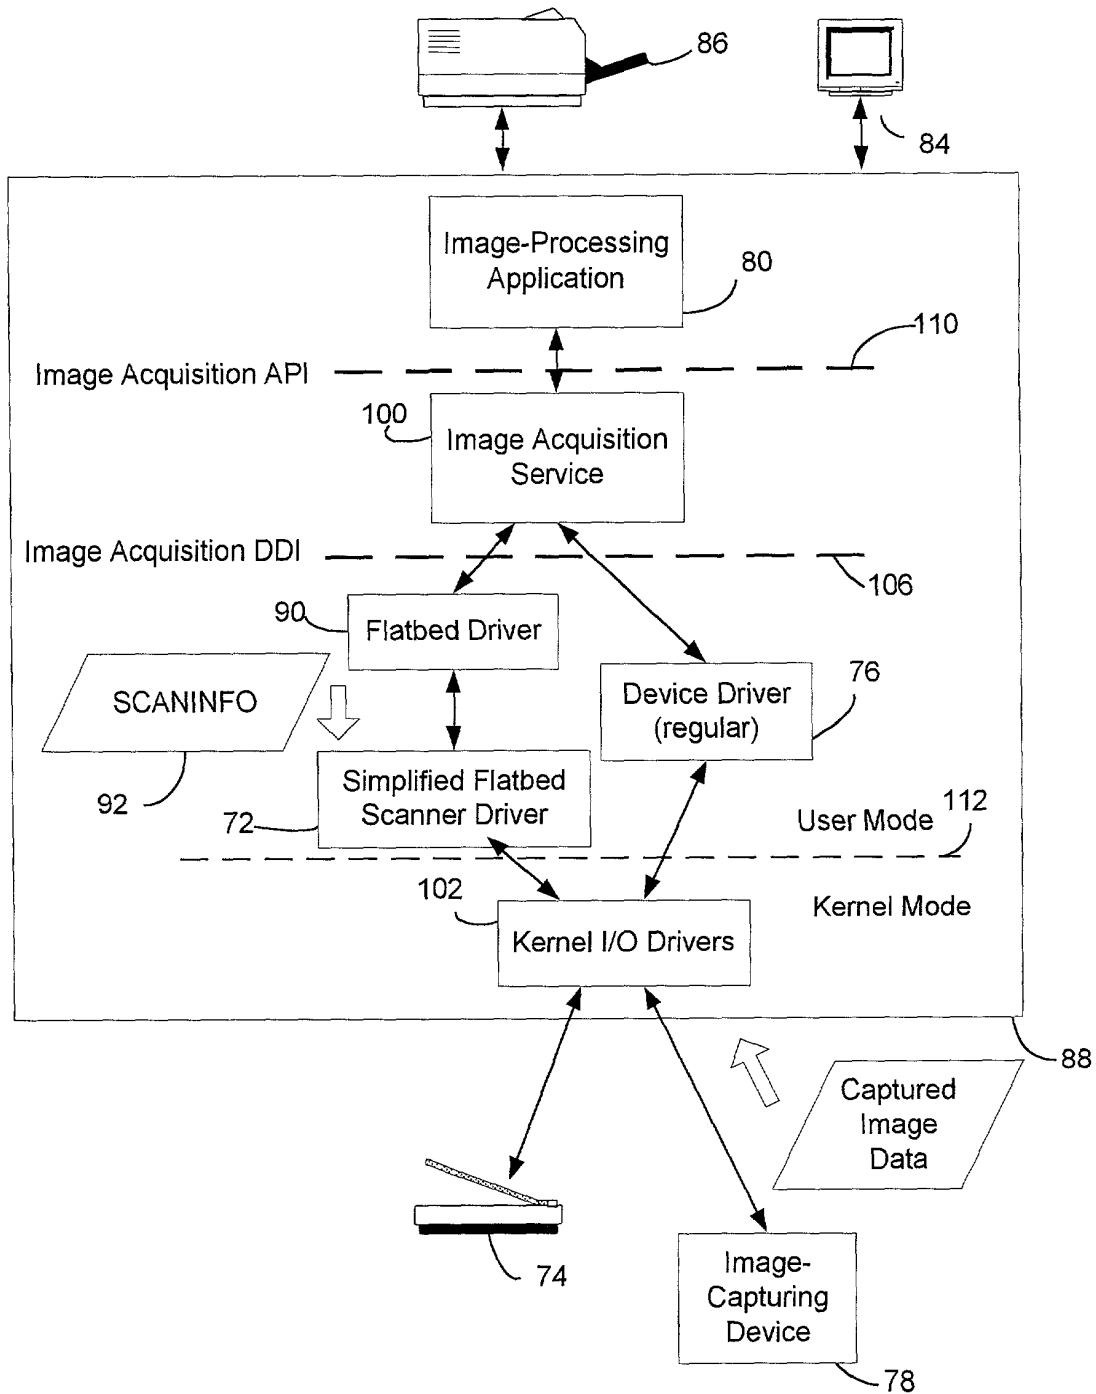 86
84
Image-Processing
Application
80
110
Image Acquisition API
100
Image Acquisition
Service
Image Acquisition DDI
106
90
Flatbed Driver
SCANINFO
92
Device Driver
(regular)
76
Simplified Flatbed
Scanner Driver
72
User Mode
112
102
Kernel Mode
Kernel I/O Drivers
88
Captured
Image
Data
74
Image-
Capturing
Device
78